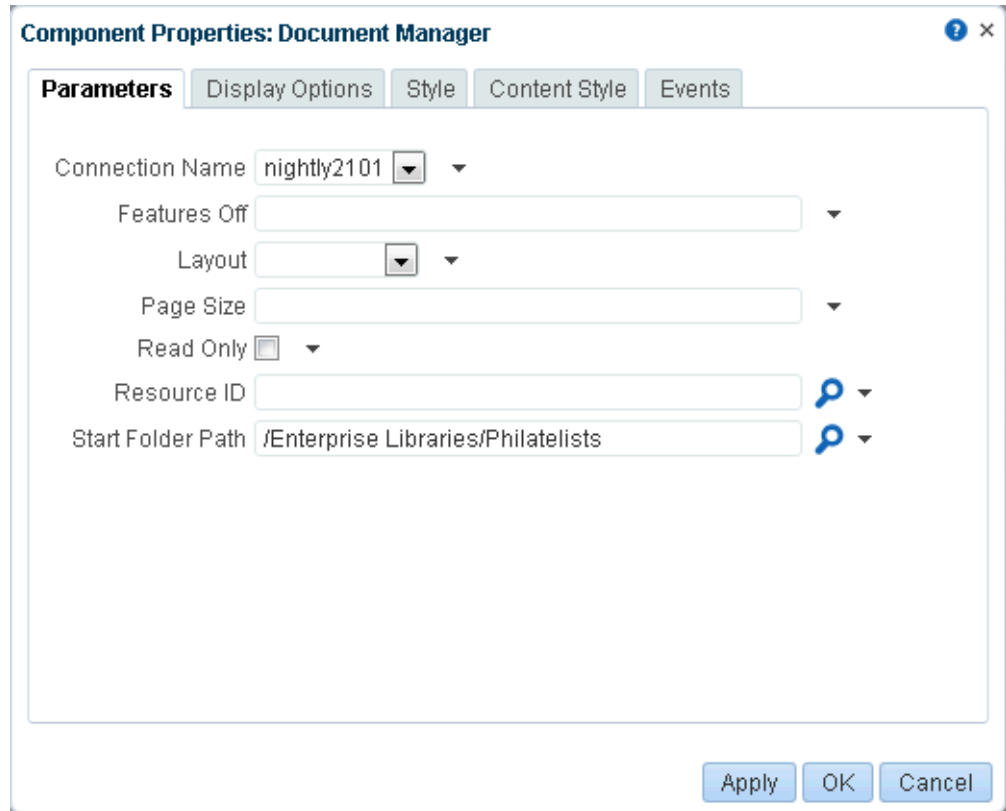 Component Properties: Document Manager
Parameters Display Options Style Content Style Events
Connection Name nightly2101
Features Off
Layout
Page Size
Read Only
Resource ID
Start Folder Path /Enterprise Libraries/Philatelists
Apply OK Cancel